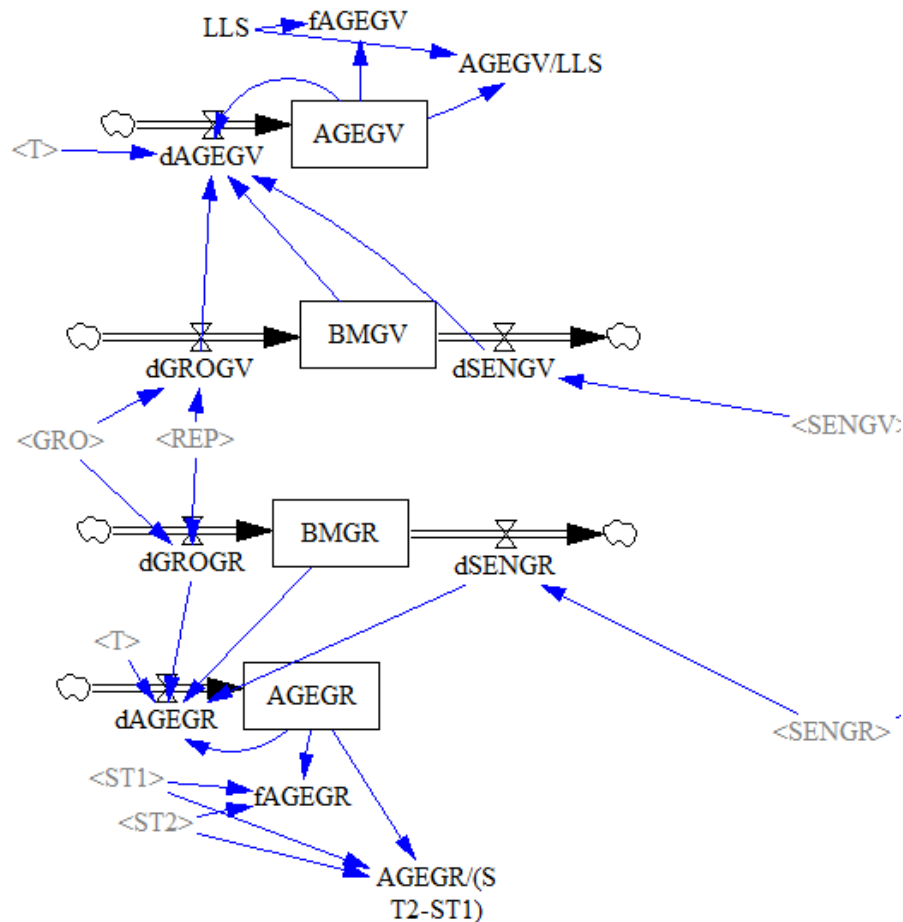 LLS
fAGEGV
AGEGV/LLS
AGEGV
<T>
dAGEGV
BMGV
dGROGV
dSENGV
<GRO>
<REP>
<SENGV>
BMGR
dGROGR
dSENGR
<T>
AGEGR
dAGEGR
<SENGR>
<ST1>
fAGEGR
<ST2>
AGEGR/(S
T2-ST1)